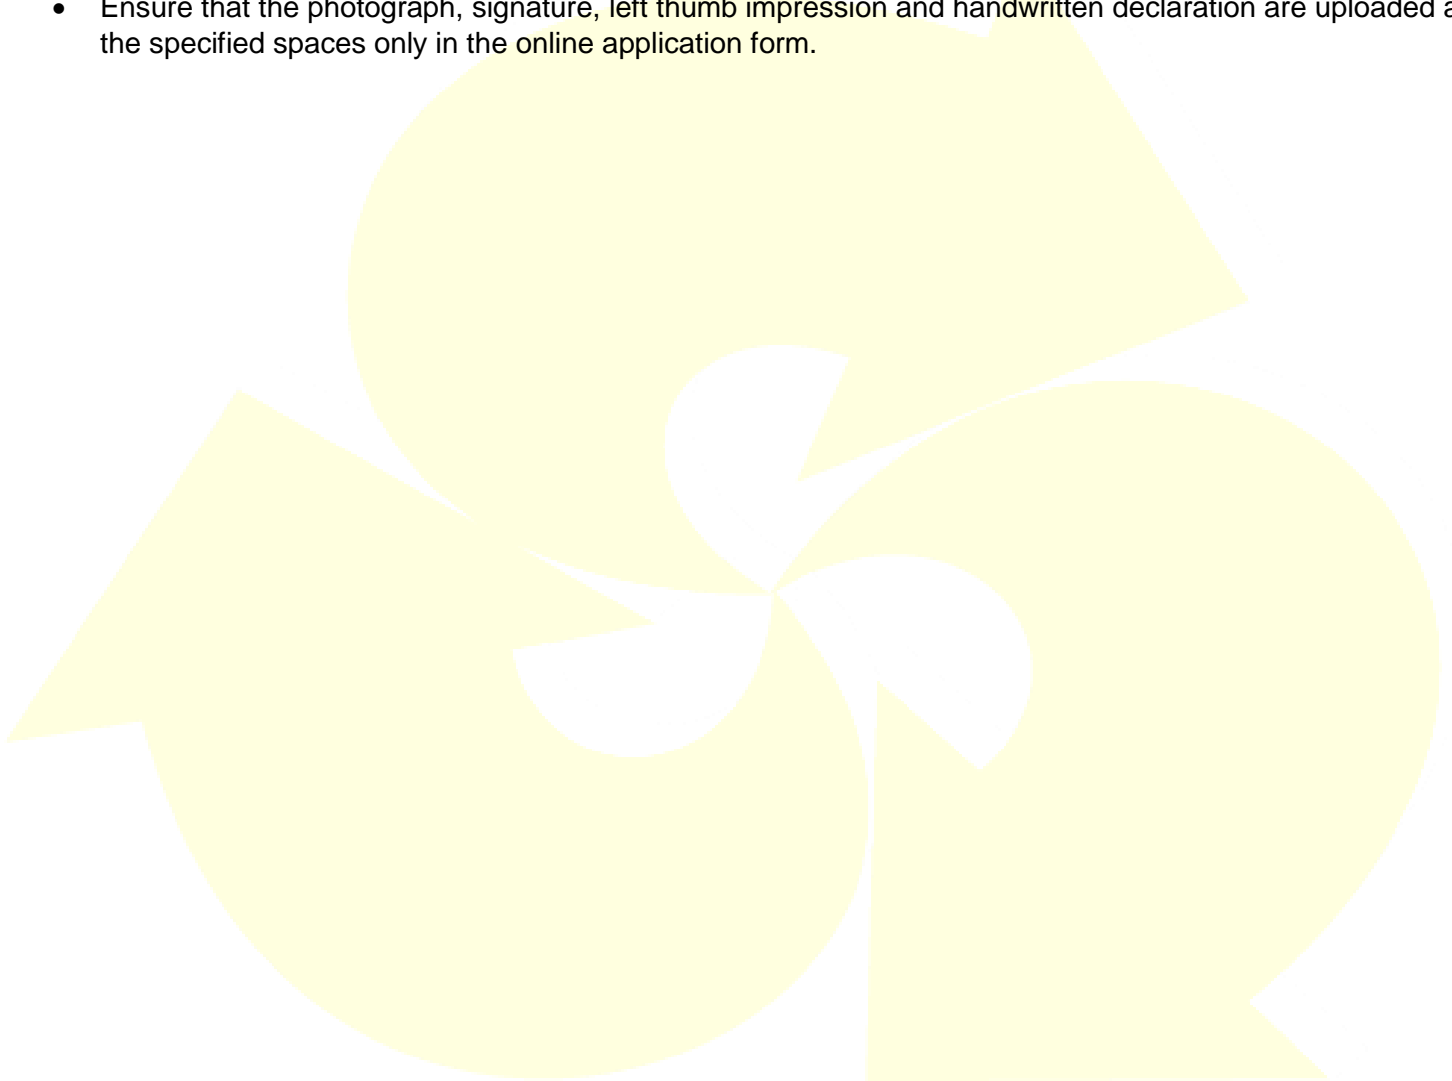 • Ensure that the photograph, signature, left thumb impression and handwritten declaration are uploaded
the specified spaces only in the online application form.